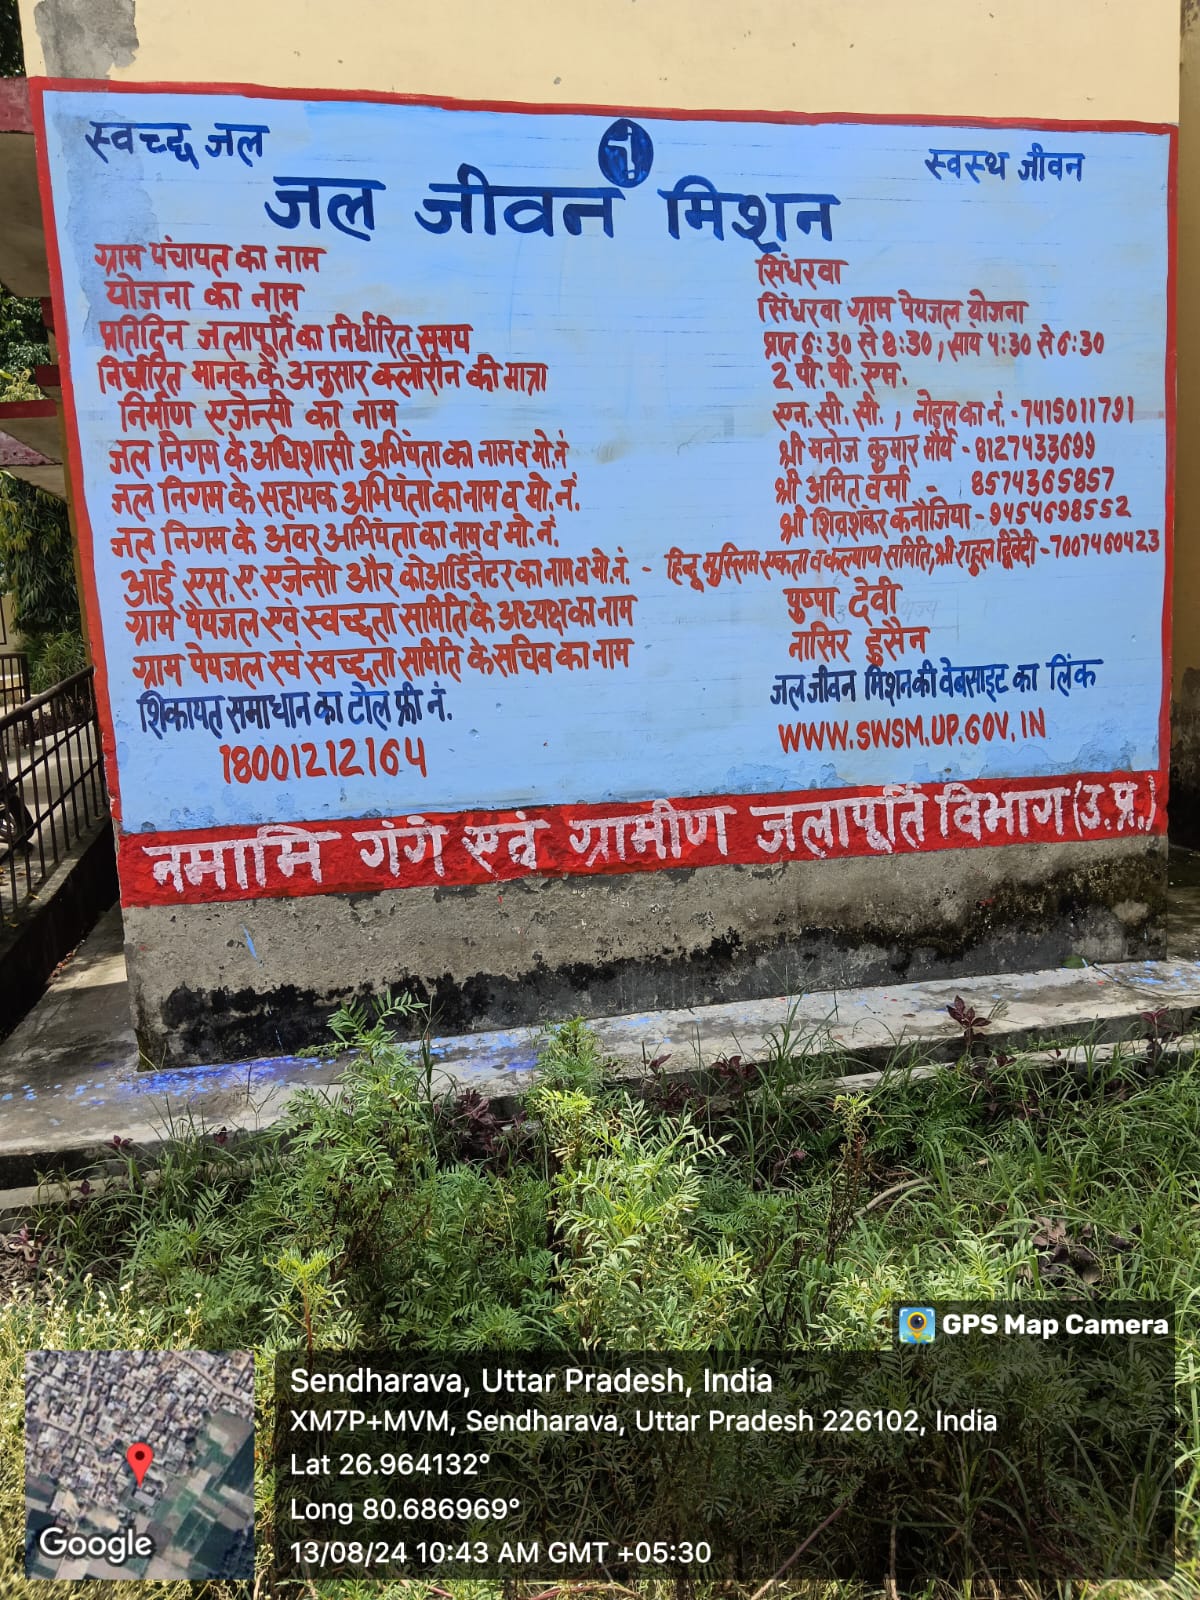 स्वच्छ जल
स्वस्थ जीवन
जल जीवन मिशन
ग्राम पंचायत का नाम सिंधरवा
योजना का नाम सिंधरवा ग्राम पेयजल योजना
प्रतिदिन जलापूर्ति का निर्धारित समय प्रात 6:30 से 8:30, सायं 4:30 से 6:30
निर्धारित मानक के अनुसार क्लोरीन की मात्रा 2 पी. पी. एम.
निर्माण एजेन्सी का नाम एन. सी. सी., नोडल का नं.-7415011791
जल निगम के अधिशासी अभियंता का नाम व मो.नं श्री मनोज कुमार मौर्य - 8127433699
जल निगम के सहायक अभियंता का नाम व मो. नं. श्री अमित वर्मा - 8574365857
जल निगम के अवर अभियंता का नाम व मो. नं. श्री शिवशंकर कनौजिया - 9454698552
आई एस. ए. एजेन्सी और कोआर्डिनेटर का नाम व मो. नं. - हिन्दू मुस्लिम एकता व कल्याण समिति, श्री राहुल द्विवेदी - 7007460423
ग्राम पेयजल एवं स्वच्छता समिति के अध्यक्ष का नाम पुष्पा देवी
ग्राम पेयजल एवं स्वच्छता समिति के सचिव का नाम नासिर हुसैन
शिकायत समाधान का टोल फ्री नं. जल जीवन मिशन की वेबसाइट का लिंक
18001212164 WWW.SWSM.UP.GOV.IN
नमामि गंगे एवं ग्रामीण जलापूर्ति विभाग (उ. प्र.)
GPS Map Camera
Sendharava, Uttar Pradesh, India
XM7P+MVM, Sendharava, Uttar Pradesh 226102, India
Lat 26.964132°
Long 80.686969°
13/08/24 10:43 AM GMT +05:30
Google